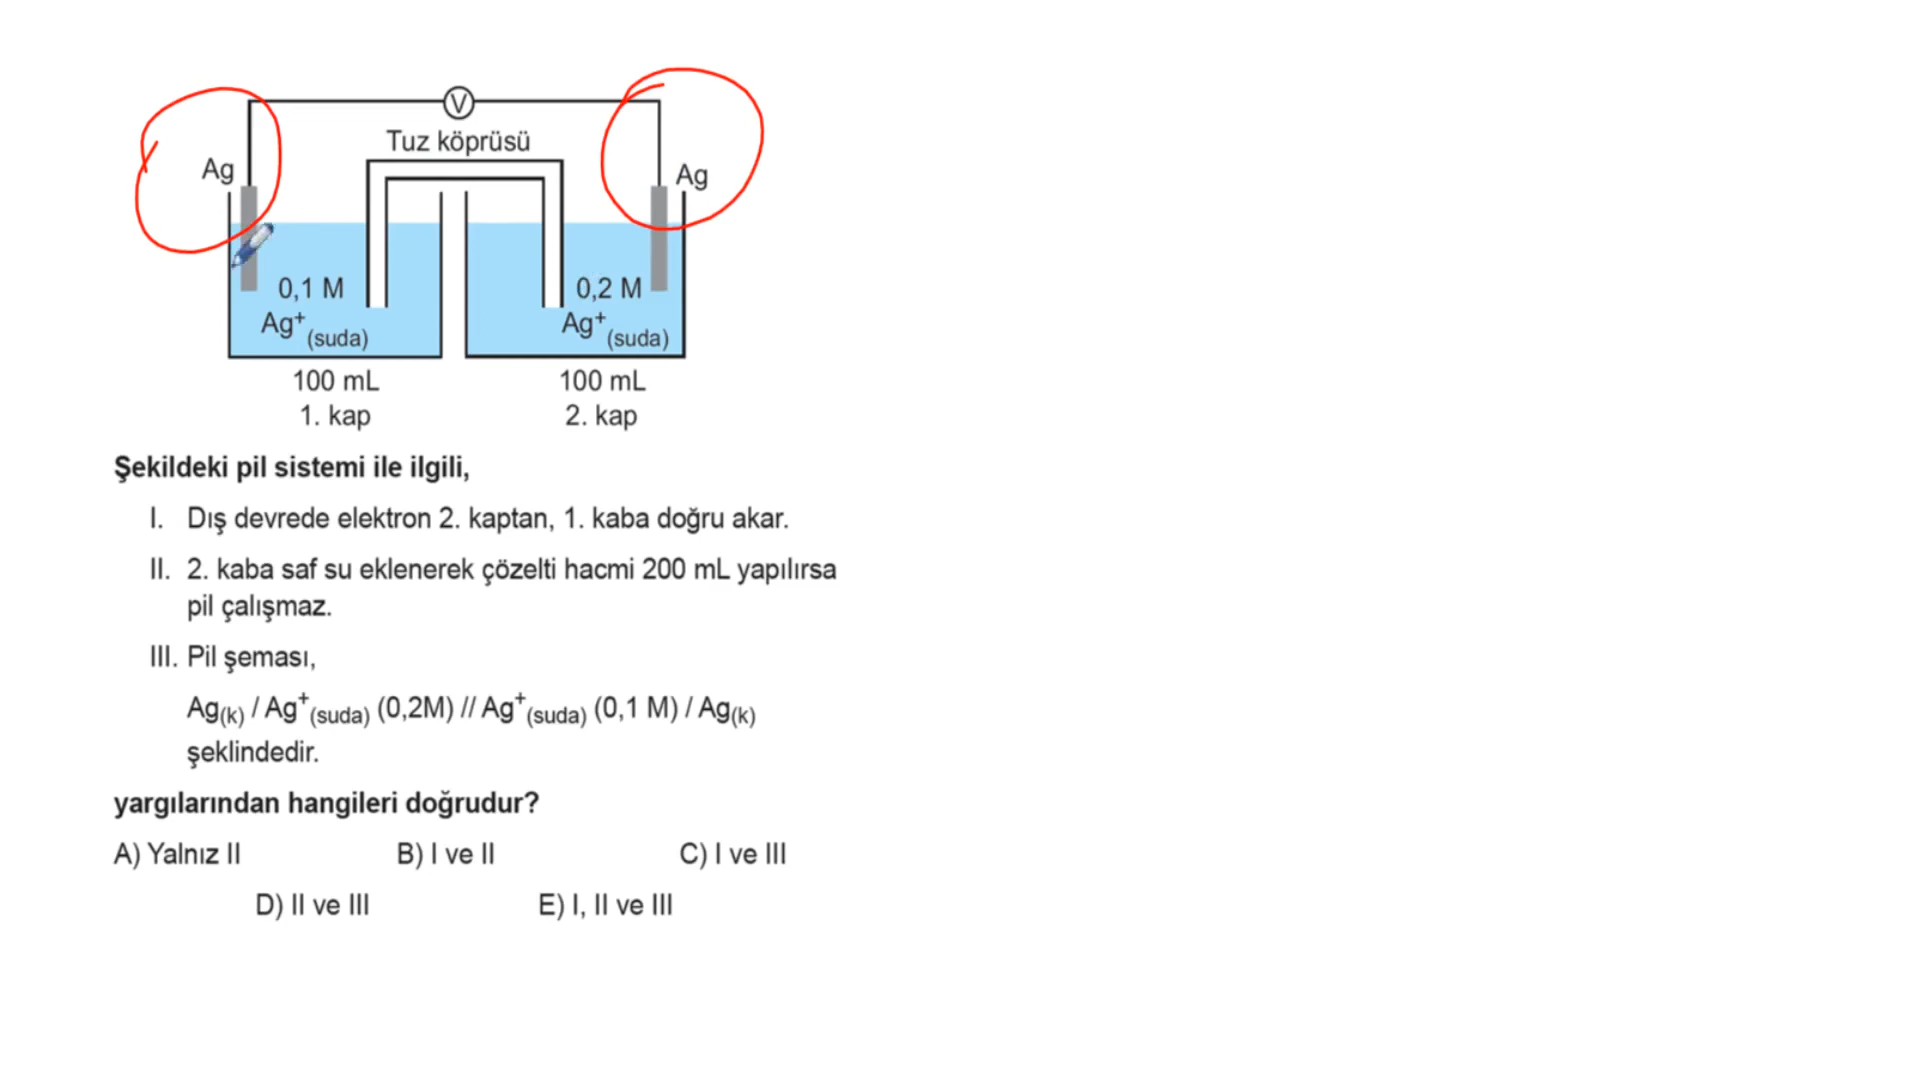 V
Tuz köprüsü
Ag
Ag
0,1 M
Ag⁺(suda)
0,2 M
Ag⁺(suda)
100 mL
1. kap
100 mL
2. kap
Şekildeki pil sistemi ile ilgili,
I. Dış devrede elektron 2. kaptan, 1. kaba doğru akar.
II. 2. kaba saf su eklenerek çözelti hacmi 200 mL yapılırsa
pil çalışmaz.
III. Pil şeması,
Ag(k) / Ag⁺(suda) (0,2M) // Ag⁺(suda) (0,1 M) / Ag(k)
şeklindedir.
yargılarından hangileri doğrudur?
A) Yalnız II B) I ve II C) I ve III
D) II ve III E) I, II ve III